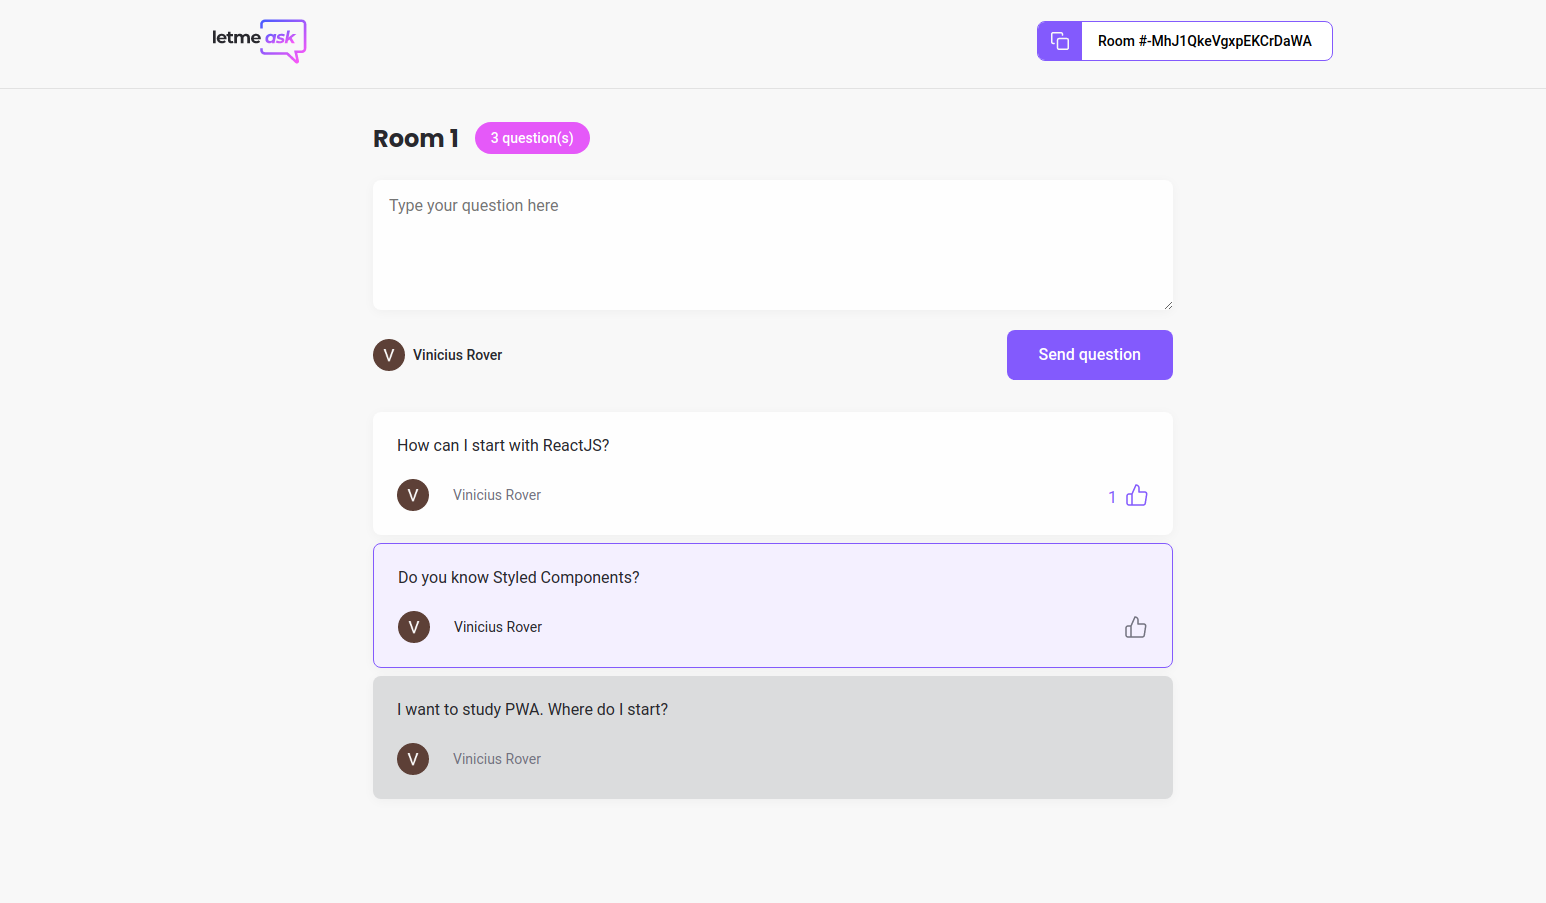 letme ask
Room #-MhJ1QkeVgxpEKCrDaWA
Room 1
3 question(s)
Type your question here
V Vinicius Rover
Send question
How can I start with ReactJS?
V Vinicius Rover
1
Do you know Styled Components?
V Vinicius Rover
I want to study PWA. Where do I start?
V Vinicius Rover